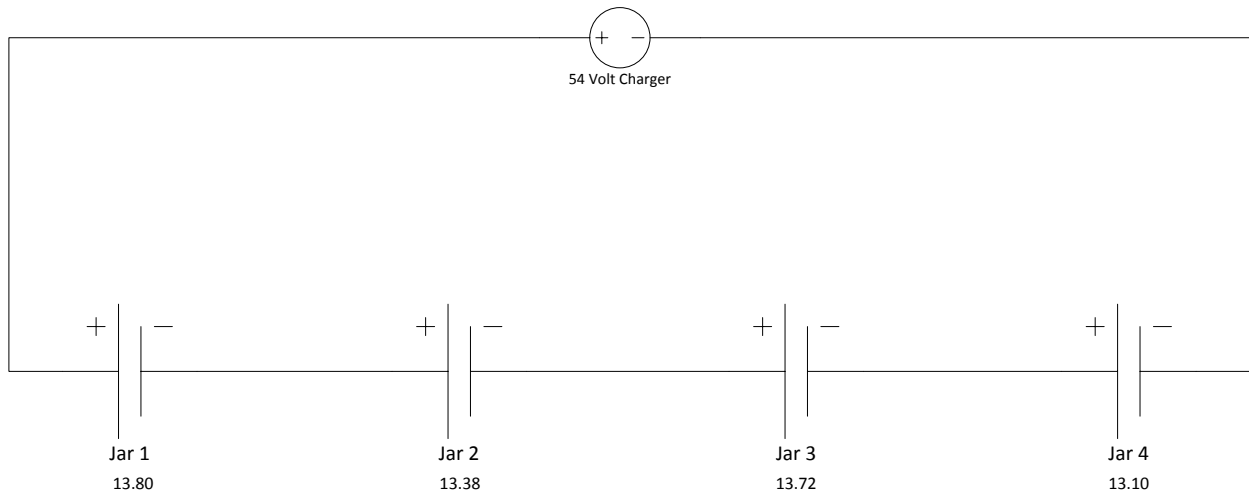 + −
54 Volt Charger
+ − + − + − + −
Jar 1 Jar 2 Jar 3 Jar 4
13.80 13.38 13.72 13.10